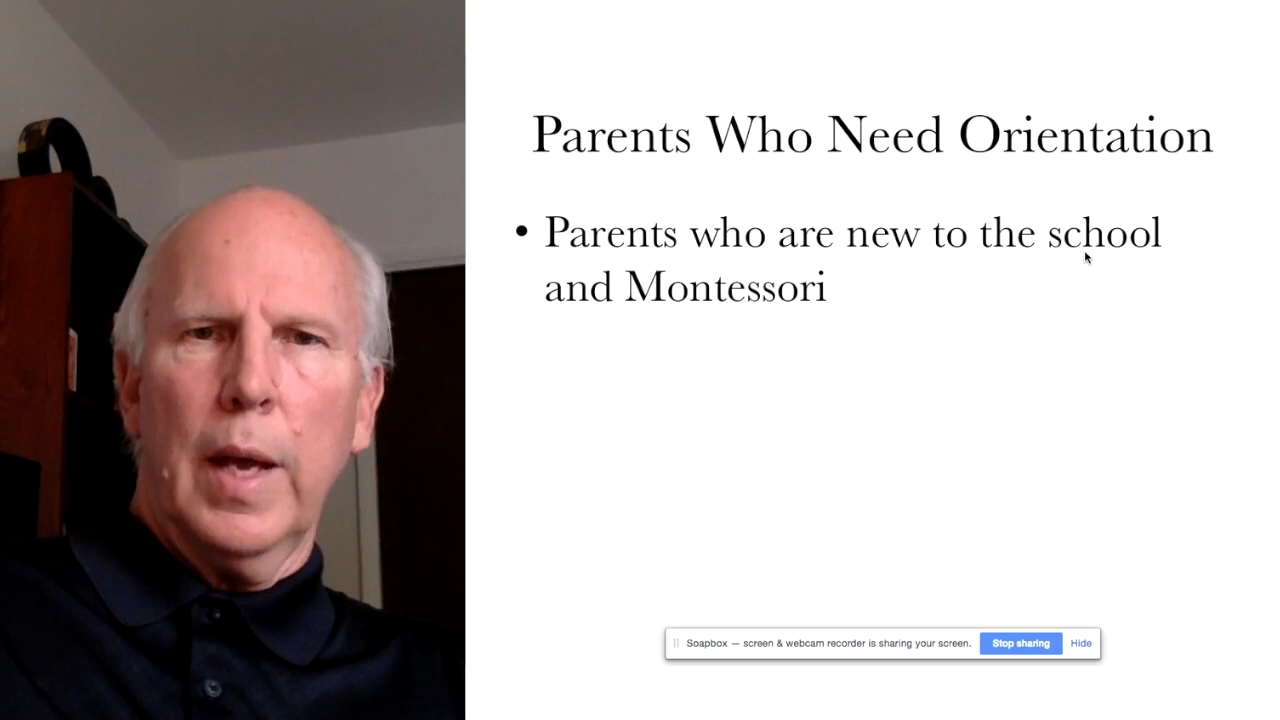 Parents Who Need Orientation
• Parents who are new to the school
and Montessori
Soapbox — screen & webcam recorder is sharing your screen. Stop sharing Hide